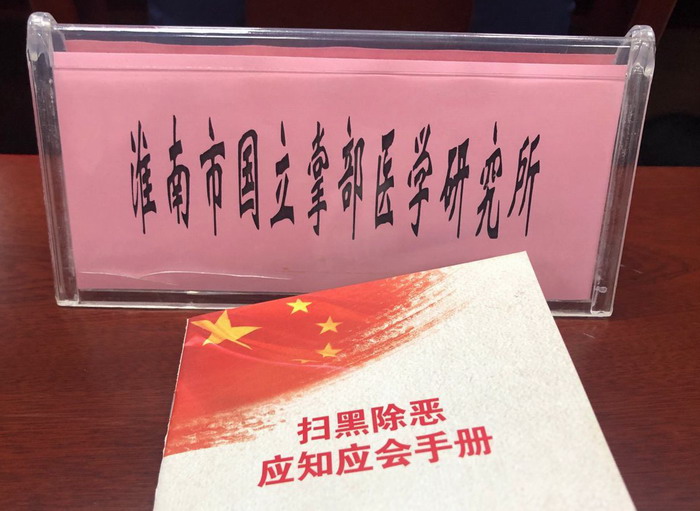 淮南市国立掌部医学研究所
扫黑除恶
应知应会手册